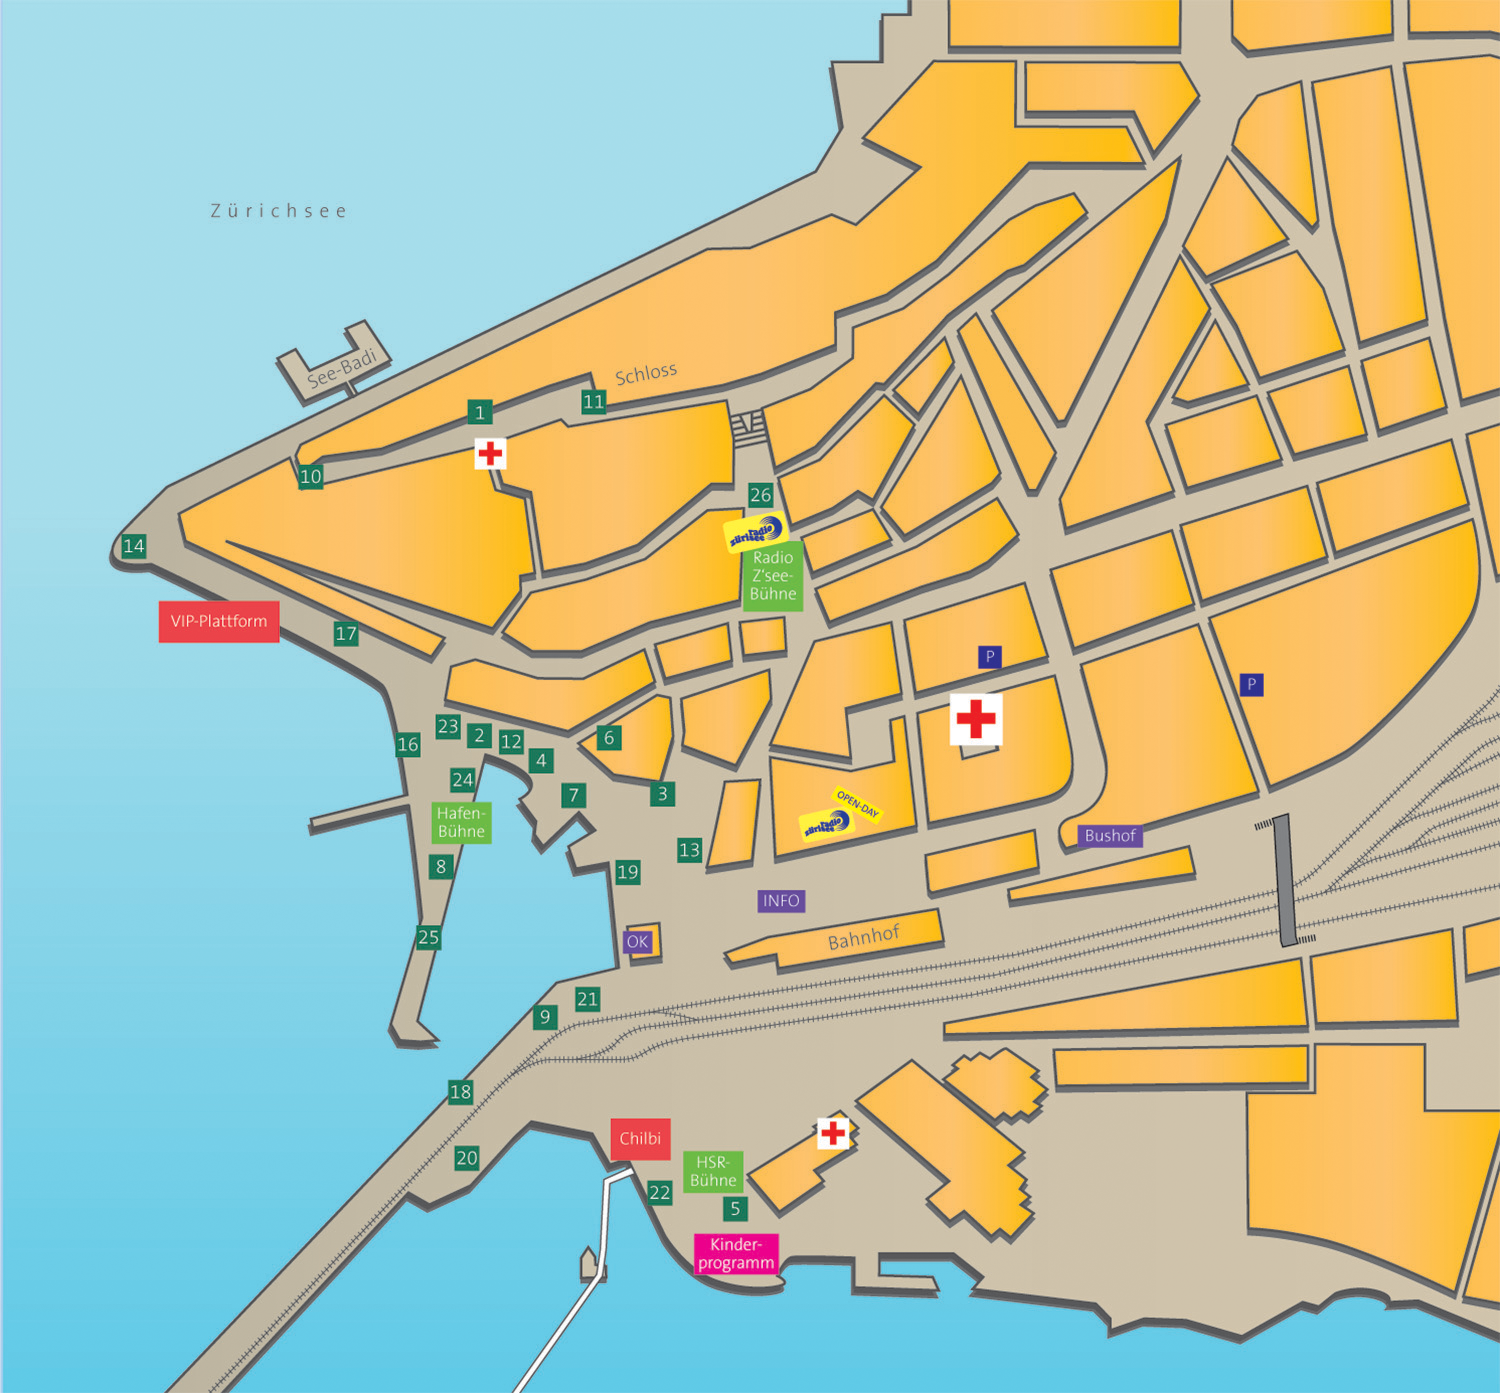 Zürichsee
See-Badi
Schloss
11
1
10
26
radio
zürisee
14
Radio
Z'see-
Bühne
VIP-Plattform
17
P
P
23
2
12
6
16
4
24
7
3
OPEN-DAY
radio
zürisee
Hafen-
Bühne
Bushof
13
8
19
INFO
25
OK
Bahnhof
21
9
18
Chilbi
20
HSR-
Bühne
22
5
Kinder-
programm